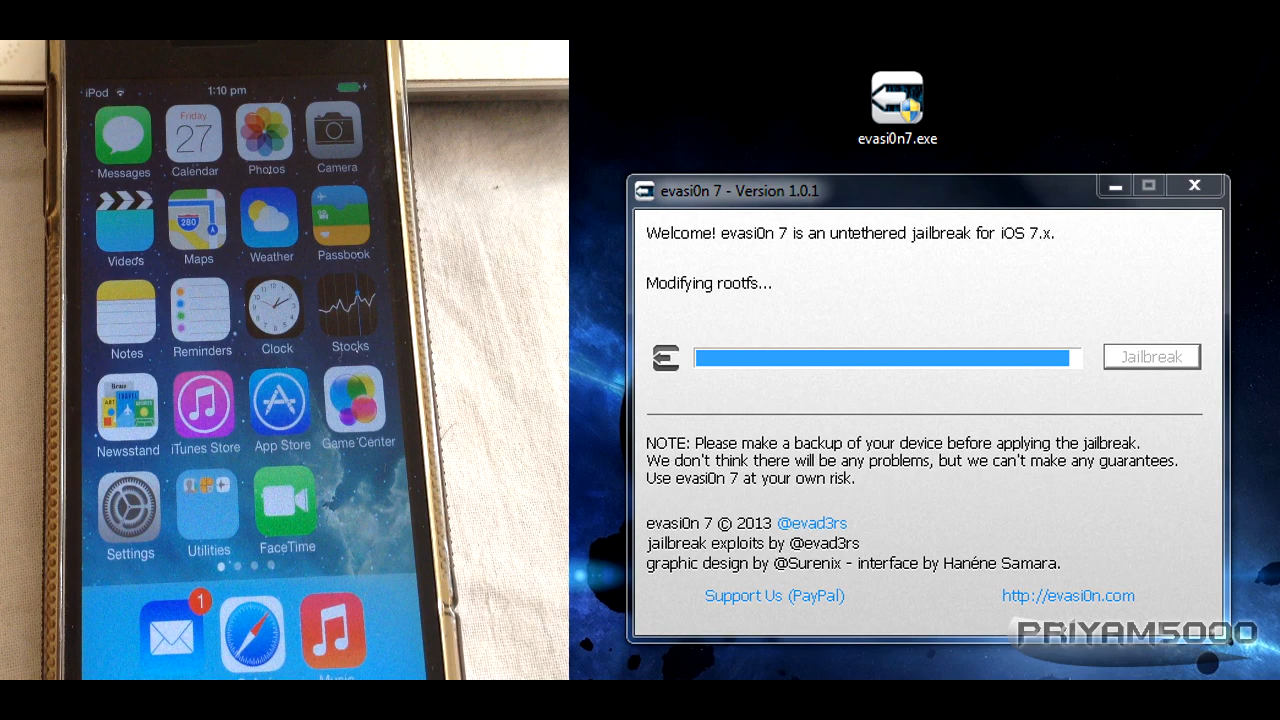 iPod
1:10 pm
Friday
27
Messages
Calendar
Photos
Camera
280
Videos
Maps
Weather
Passbook
Notes
Reminders
Clock
Stocks
ART
TRAVEL
SPORTS
Newsstand
iTunes Store
App Store
Game Center
Settings
Utilities
FaceTime
1
Music
evasi0n7.exe
evasi0n 7 - Version 1.0.1
Welcome! evasi0n 7 is an untethered jailbreak for iOS 7.x.
Modifying rootfs...
Jailbreak
NOTE: Please make a backup of your device before applying the jailbreak.
We don't think there will be any problems, but we can't make any guarantees.
Use evasi0n 7 at your own risk.
evasi0n 7 © 2013 @evad3rs
jailbreak exploits by @evad3rs
graphic design by @Surenix - interface by Hanéne Samara.
Support Us (PayPal)
http://evasi0n.com
PRIYAM5000